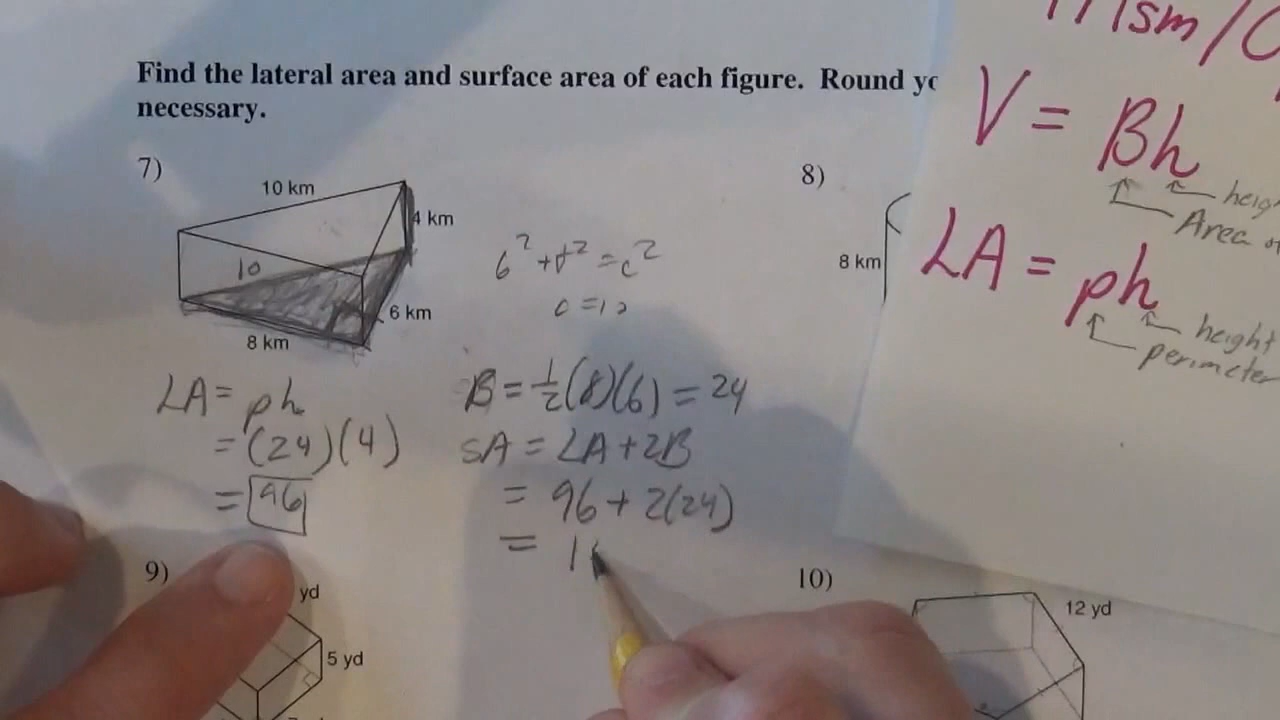 Find the lateral area and surface area of each figure. Round yo
necessary.
7)
10 km
4 km
10
6 km
8 km
6² + 8² = c²
c = 10
LA = ph
= (24)(4)
= 96
B = ½(8)(6) = 24
SA = LA + 2B
= 96 + 2(24)
= 1
8)
8 km
V = Bh
heigh
Area of
LA = ph
height
perimeter
9)
yd
5 yd
10)
12 yd